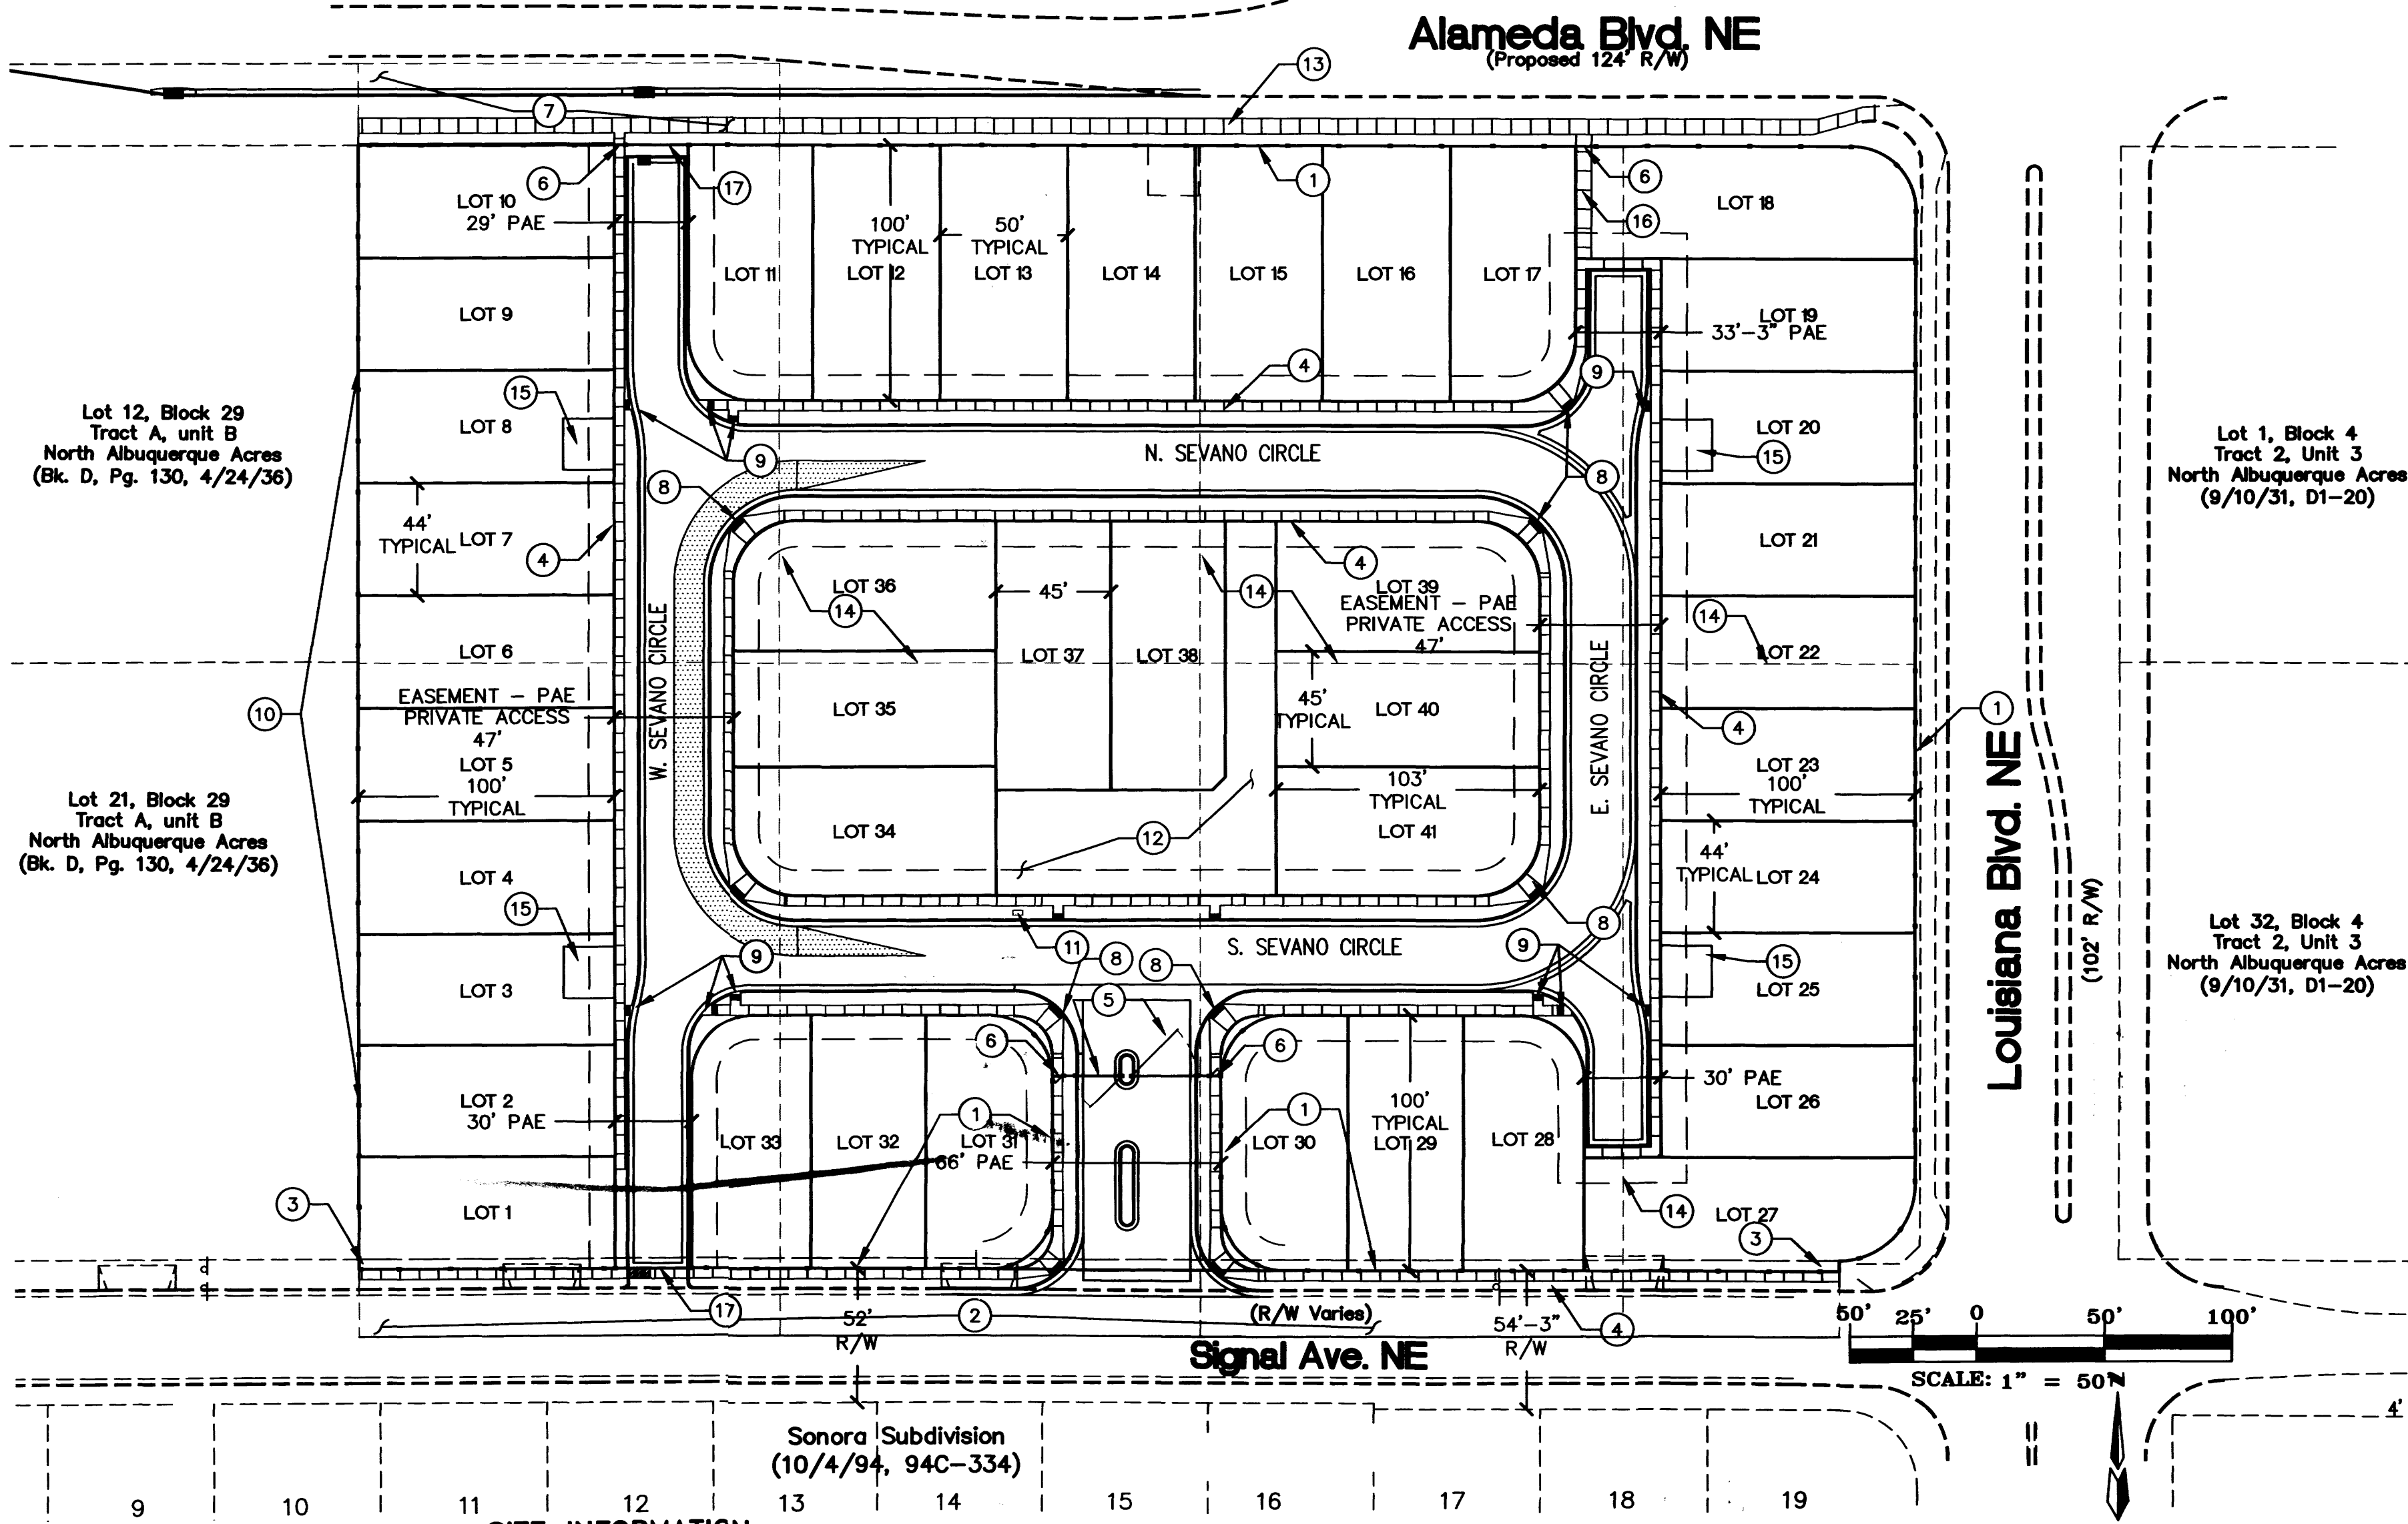 Alameda Blvd. NE
(Proposed 124' R/W)
13
7
6
17
1
6
LOT 10
29' PAE
LOT 18
16
100'
TYPICAL
50'
TYPICAL
LOT 11
LOT 12
LOT 13
LOT 14
LOT 15
LOT 16
LOT 17
LOT 9
LOT 19
33'-3" PAE
4
9
15
Lot 12, Block 29
Tract A, unit B
North Albuquerque Acres
(Bk. D, Pg. 130, 4/24/36)
LOT 8
LOT 20
15
N. SEVANO CIRCLE
9
8
8
Lot 1, Block 4
Tract 2, Unit 3
North Albuquerque Acres
(9/10/31, D1-20)
44'
TYPICAL
LOT 7
4
LOT 21
4
LOT 36
14
45'
14
LOT 39
EASEMENT - PAE
PRIVATE ACCESS
47'
14
LOT 6
W. SEVANO CIRCLE
LOT 37
LOT 38
E. SEVANO CIRCLE
LOT 22
10
EASEMENT - PAE
PRIVATE ACCESS
47'
LOT 35
45'
TYPICAL
LOT 40
4
1
LOT 5
100'
TYPICAL
103'
TYPICAL
LOT 23
100'
TYPICAL
Louisiana Blvd. NE
(102' R/W)
Lot 21, Block 29
Tract A, unit B
North Albuquerque Acres
(Bk. D, Pg. 130, 4/24/36)
LOT 34
12
LOT 41
44'
TYPICAL
LOT 24
LOT 4
15
8
Lot 32, Block 4
Tract 2, Unit 3
North Albuquerque Acres
(9/10/31, D1-20)
11
S. SEVANO CIRCLE
9
9
8
8
15
LOT 3
5
LOT 25
6
6
LOT 2
30' PAE
30' PAE
LOT 26
1
1
100'
TYPICAL
LOT 33
LOT 32
LOT 31
66' PAE
LOT 30
LOT 29
LOT 28
3
LOT 1
14
LOT 27
3
17
52'
R/W
2
(R/W Varies)
54'-3"
R/W
4
50'
25'
0
50'
100'
Signal Ave. NE
SCALE: 1" = 50'
N
4'
Sonora Subdivision
(10/4/94, 94C-334)
9
10
11
12
13
14
15
16
17
18
19
SITE INFORMATION